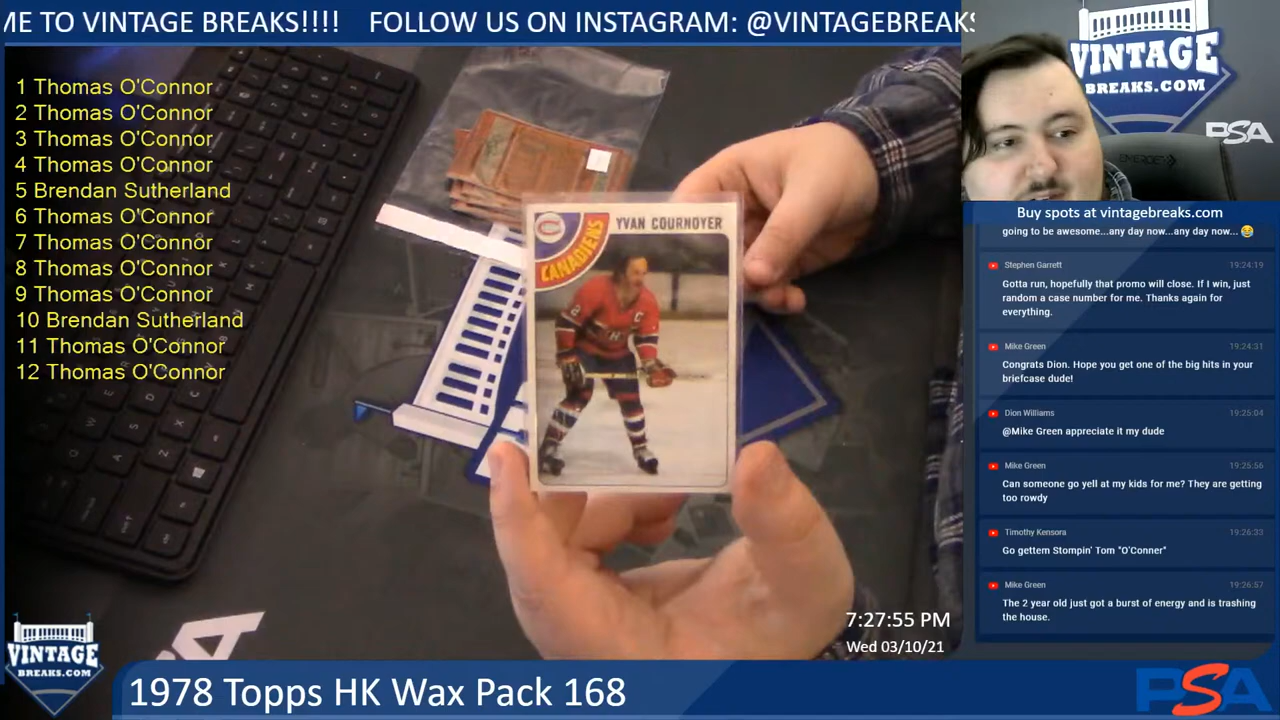 ME TO VINTAGE BREAKS!!!! FOLLOW US ON INSTAGRAM: @VINTAGEBREAKS
1 Thomas O'Connor
2 Thomas O'Connor
3 Thomas O'Connor
4 Thomas O'Connor
5 Brendan Sutherland
6 Thomas O'Connor
7 Thomas O'Connor
8 Thomas O'Connor
9 Thomas O'Connor
10 Brendan Sutherland
11 Thomas O'Connor
12 Thomas O'Connor
YVAN COURNOYER
CANADIENS
C
VINTAGE
BREAKS.COM
PSA
Buy spots at vintagebreaks.com
going to be awesome...any day now...any day now... 😂
Stephen Garrett 19:24:19
Gotta run, hopefully that promo will close. If I win, just
random a case number for me. Thanks again for
everything.
Mike Green 19:24:31
Congrats Dion. Hope you get one of the big hits in your
briefcase dude!
Dion Williams 19:25:04
@Mike Green appreciate it my dude
Mike Green 19:25:56
Can someone go yell at my kids for me? They are getting
too rowdy
Timothy Kensora 19:26:33
Go gettem Stompin' Tom "O'Conner"
Mike Green 19:26:57
The 2 year old just got a burst of energy and is trashing
the house.
7:27:55 PM
Wed 03/10/21
VINTAGE
BREAKS.COM
1978 Topps HK Wax Pack 168
PSA